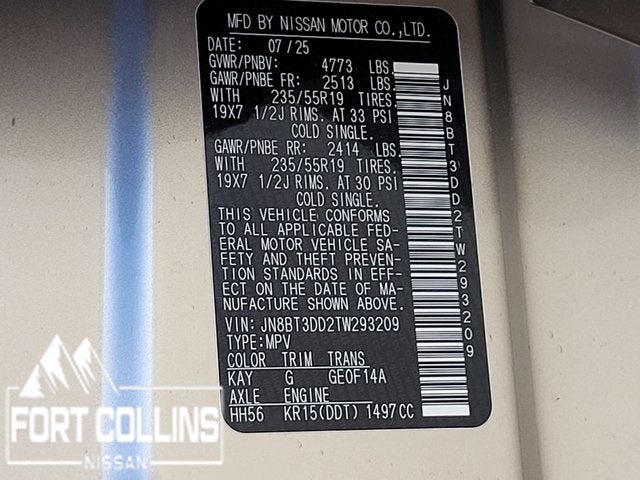 MFD BY NISSAN MOTOR CO.,LTD.
DATE: 07/25
GVWR/PNBV: 4773 LBS.
GAWR/PNBE FR: 2513 LBS.
WITH 235/55R19 TIRES.
19X7 1/2J RIMS. AT 33 PSI
COLD SINGLE.
GAWR/PNBE RR: 2414 LBS.
WITH 235/55R19 TIRES.
19X7 1/2J RIMS. AT 30 PSI
COLD SINGLE.
THIS VEHICLE CONFORMS
TO ALL APPLICABLE FED-
ERAL MOTOR VEHICLE SA-
FETY AND THEFT PREVEN-
TION STANDARDS IN EFF-
ECT ON THE DATE OF MA-
NUFACTURE SHOWN ABOVE.
VIN: JN8BT3DD2TW293209
TYPE:MPV
COLOR TRIM TRANS
KAY G GE0F14A
AXLE ENGINE
HH56 KR15(DDT) 1497CC
JN8BT3DD2TW293209
FORT COLLINS
NISSAN